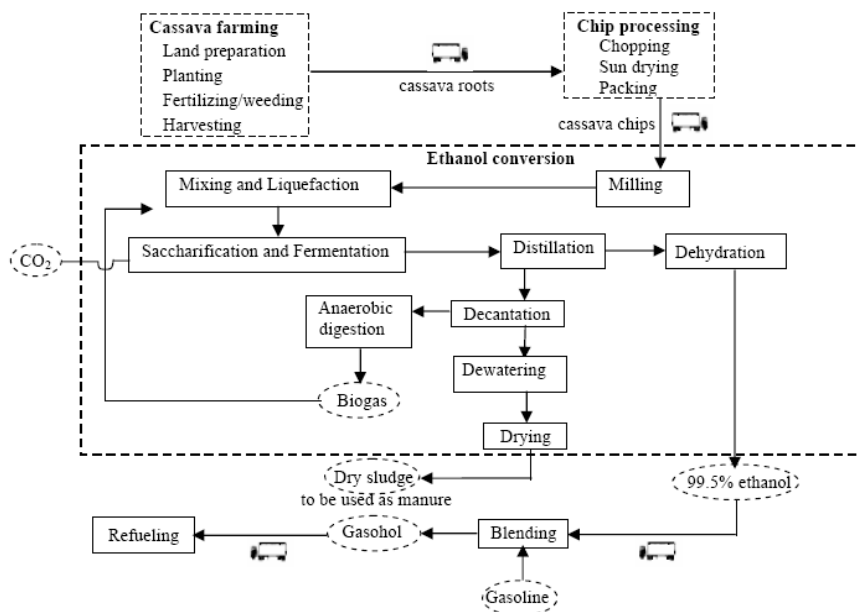 Cassava farming
Land preparation
Planting
Fertilizing/weeding
Harvesting
cassava roots
Chip processing
Chopping
Sun drying
Packing
cassava chips
Ethanol conversion
Mixing and Liquefaction
Milling
CO₂
Saccharification and Fermentation
Distillation
Dehydration
Anaerobic
digestion
Decantation
Dewatering
Biogas
Drying
Dry sludge
to be used as manure
99.5% ethanol
Refueling
Gasohol
Blending
Gasoline